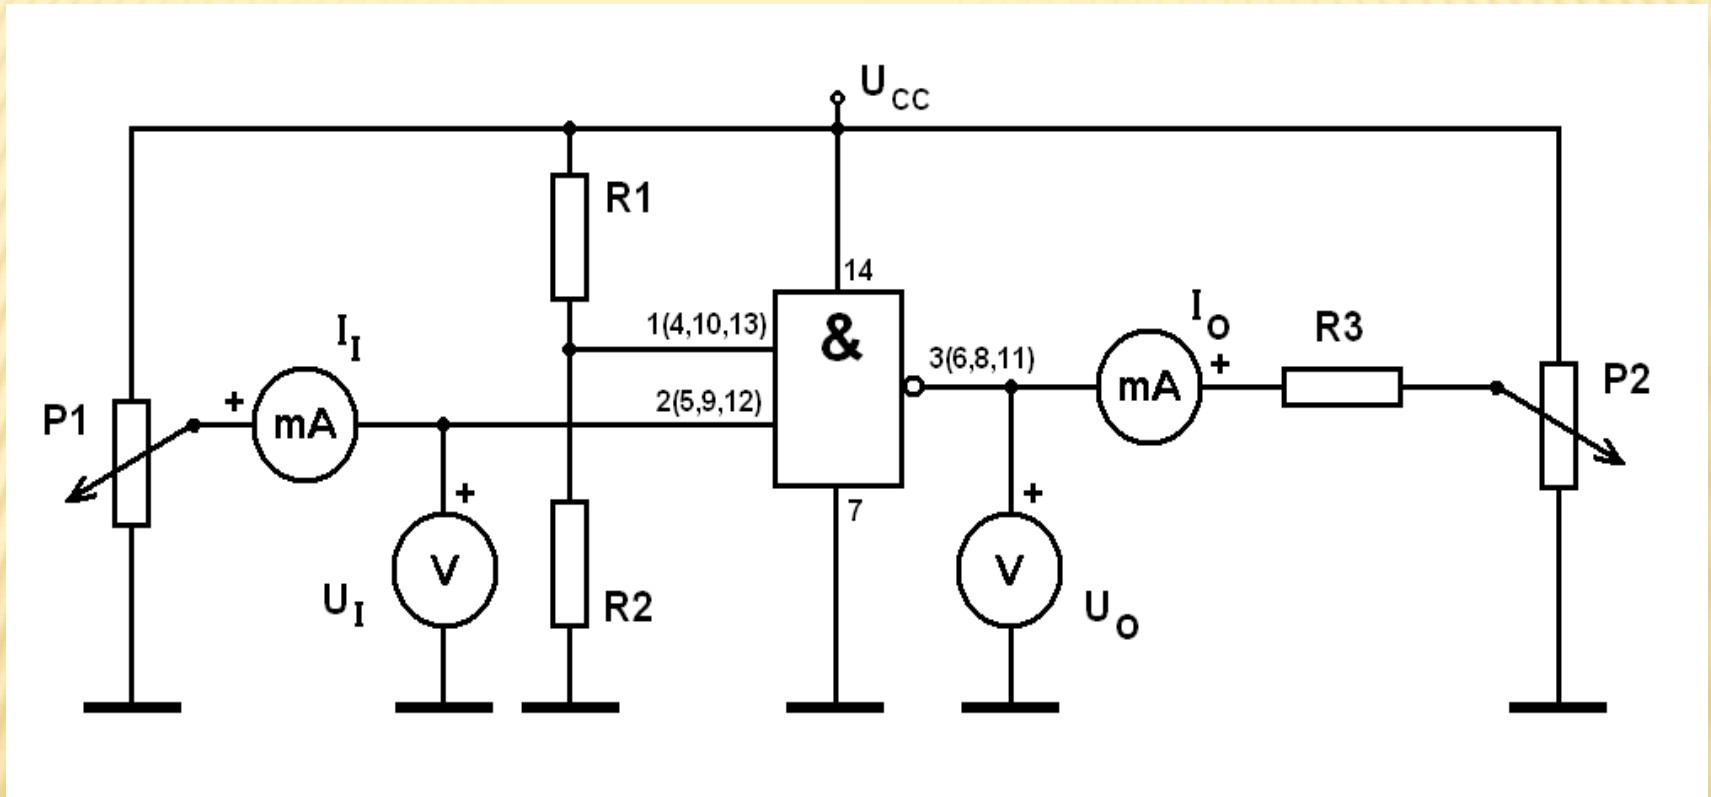 UCC
R1
14
II
1(4,10,13)
&
IO
R3
3(6,8,11)
+
P1
+
mA
2(5,9,12)
mA
P2
+
+
7
V
V
UI
R2
UO